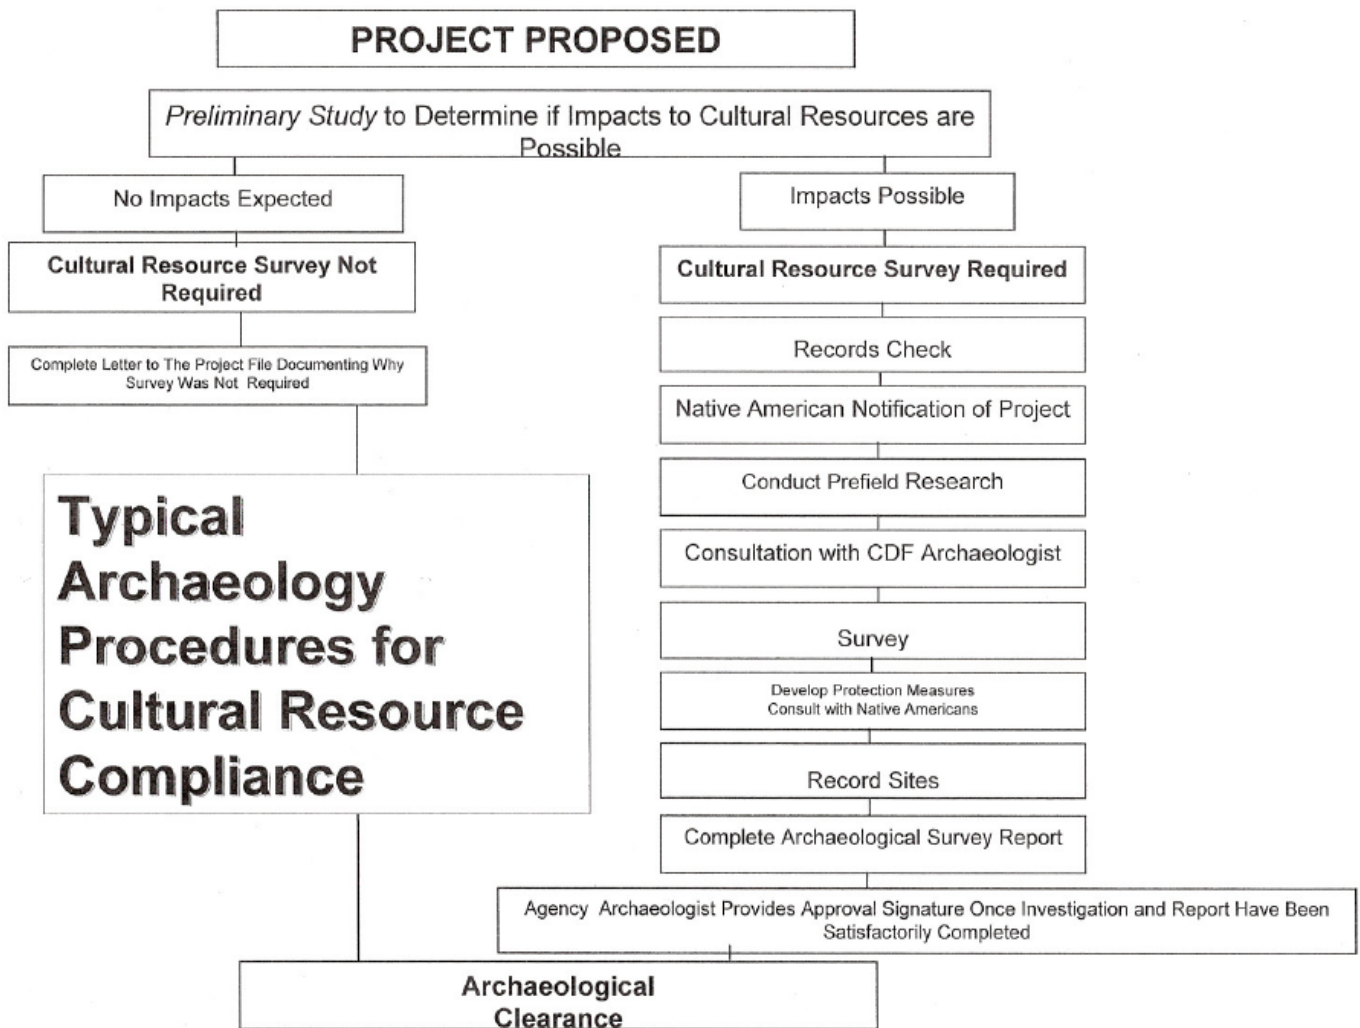 PROJECT PROPOSED
Preliminary Study to Determine if Impacts to Cultural Resources are
Possible
No Impacts Expected
Cultural Resource Survey Not
Required
Complete Letter to The Project File Documenting Why
Survey Was Not Required
Typical
Archaeology
Procedures for
Cultural Resource
Compliance
Impacts Possible
Cultural Resource Survey Required
Records Check
Native American Notification of Project
Conduct Prefield Research
Consultation with CDF Archaeologist
Survey
Develop Protection Measures
Consult with Native Americans
Record Sites
Complete Archaeological Survey Report
Agency Archaeologist Provides Approval Signature Once Investigation and Report Have Been
Satisfactorily Completed
Archaeological
Clearance